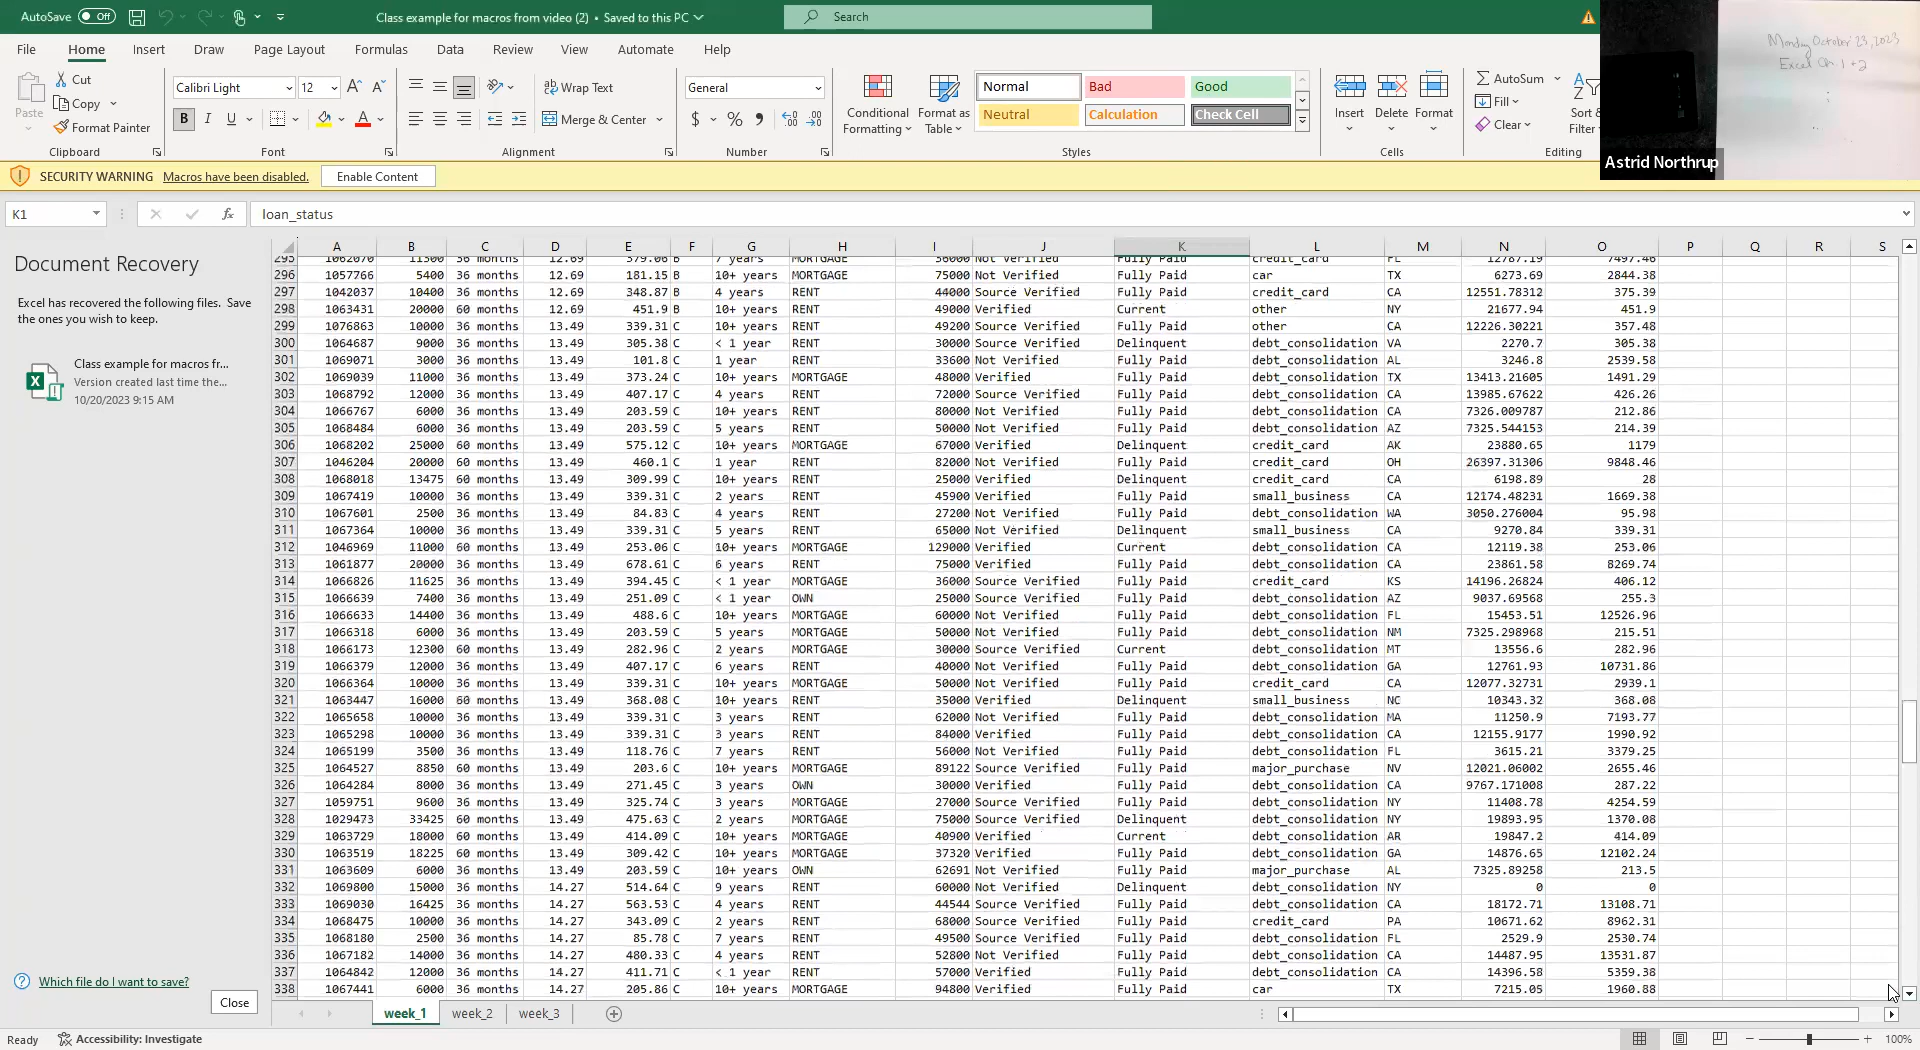 AutoSave Off Class example for macros from video (2) • Saved to this PC Search
File Home Insert Draw Page Layout Formulas Data Review View Automate Help
Paste Cut Copy Format Painter Clipboard
Calibri Light 12 Font
Wrap Text Merge & Center Alignment
General Number
Conditional Formatting Format as Table Normal Bad Good Neutral Calculation Check Cell Styles
Insert Delete Format Cells
AutoSum Fill Clear Sort & Filter Editing
Monday October 23, 2023
Excel Ch. 1 + 2
Astrid Northrup
SECURITY WARNING Macros have been disabled. Enable Content
K1 fx loan_status
Document Recovery
Excel has recovered the following files. Save
the ones you wish to keep.
Class example for macros fr...
Version created last time the...
10/20/2023 9:15 AM
Which file do I want to save?
Close
A B C D E F G H I J K L M N O P Q R S
296 1057766 5400 36 months 12.69 181.15 B 10+ years MORTGAGE 75000 Not Verified Fully Paid car TX 6273.69 2844.38
297 1042037 10400 36 months 12.69 348.87 B 4 years RENT 44000 Source Verified Fully Paid credit_card CA 12551.78312 375.39
298 1063431 20000 60 months 12.69 451.9 B 10+ years RENT 49000 Verified Current other NY 21677.94 451.9
299 1076863 10000 36 months 13.49 339.31 C 10+ years RENT 49200 Source Verified Fully Paid other CA 12226.30221 357.48
300 1064687 9000 36 months 13.49 305.38 C < 1 year RENT 30000 Source Verified Delinquent debt_consolidation VA 2270.7 305.38
301 1069071 3000 36 months 13.49 101.8 C 1 year RENT 33600 Not Verified Fully Paid debt_consolidation AL 3246.8 2539.58
302 1069039 11000 36 months 13.49 373.24 C 10+ years MORTGAGE 48000 Verified Fully Paid debt_consolidation TX 13413.21605 1491.29
303 1068792 12000 36 months 13.49 407.17 C 4 years RENT 72000 Source Verified Fully Paid debt_consolidation CA 13985.67622 426.26
304 1066767 6000 36 months 13.49 203.59 C 10+ years RENT 80000 Not Verified Fully Paid debt_consolidation CA 7326.009787 212.86
305 1068484 6000 36 months 13.49 203.59 C 5 years RENT 50000 Not Verified Fully Paid debt_consolidation AZ 7325.544153 214.39
306 1068202 25000 60 months 13.49 575.12 C 10+ years MORTGAGE 67000 Verified Delinquent credit_card AK 23880.65 1179
307 1046204 20000 60 months 13.49 460.1 C 1 year RENT 82000 Not Verified Fully Paid credit_card OH 26397.31306 9848.46
308 1068018 13475 60 months 13.49 309.99 C 10+ years RENT 25000 Verified Delinquent credit_card CA 6198.89 28
309 1067419 10000 36 months 13.49 339.31 C 2 years RENT 45900 Verified Fully Paid small_business CA 12174.48231 1669.38
310 1067601 2500 36 months 13.49 84.83 C 4 years RENT 27200 Not Verified Fully Paid debt_consolidation WA 3050.276004 95.98
311 1067364 10000 36 months 13.49 339.31 C 5 years RENT 65000 Not Verified Delinquent small_business CA 9270.84 339.31
312 1046969 11000 60 months 13.49 253.06 C 10+ years MORTGAGE 129000 Verified Current debt_consolidation CA 12119.38 253.06
313 1061877 20000 36 months 13.49 678.61 C 6 years RENT 75000 Verified Fully Paid debt_consolidation CA 23861.58 8269.74
314 1066826 11625 36 months 13.49 394.45 C < 1 year MORTGAGE 36000 Source Verified Fully Paid credit_card KS 14196.26824 406.12
315 1066639 7400 36 months 13.49 251.09 C < 1 year OWN 25000 Source Verified Fully Paid debt_consolidation AZ 9037.69568 255.3
316 1066633 14400 36 months 13.49 488.6 C 10+ years MORTGAGE 60000 Not Verified Fully Paid debt_consolidation FL 15453.51 12526.96
317 1066318 6000 36 months 13.49 203.59 C 5 years MORTGAGE 50000 Not Verified Fully Paid debt_consolidation NM 7325.298968 215.51
318 1066173 12300 60 months 13.49 282.96 C 2 years MORTGAGE 30000 Source Verified Current debt_consolidation MT 13556.6 282.96
319 1066379 12000 36 months 13.49 407.17 C 6 years RENT 40000 Not Verified Fully Paid debt_consolidation GA 12761.93 10731.86
320 1066364 10000 36 months 13.49 339.31 C 10+ years MORTGAGE 50000 Not Verified Fully Paid credit_card CA 12077.32731 2939.1
321 1063447 16000 60 months 13.49 368.08 C 10+ years RENT 35000 Verified Delinquent small_business NC 10343.32 368.08
322 1065658 10000 36 months 13.49 339.31 C 3 years RENT 62000 Not Verified Fully Paid debt_consolidation MA 11250.9 7193.77
323 1065298 10000 36 months 13.49 339.31 C 3 years RENT 84000 Verified Fully Paid debt_consolidation CA 12155.9177 1990.92
324 1065199 3500 36 months 13.49 118.76 C 7 years RENT 56000 Not Verified Fully Paid debt_consolidation FL 3615.21 3379.25
325 1064527 8850 60 months 13.49 203.6 C 10+ years MORTGAGE 89122 Source Verified Fully Paid major_purchase NV 12021.06002 2655.46
326 1064284 8000 36 months 13.49 271.45 C 3 years OWN 30000 Verified Fully Paid debt_consolidation CA 9767.171008 287.22
327 1059751 9600 36 months 13.49 325.74 C 3 years MORTGAGE 27000 Source Verified Fully Paid debt_consolidation NY 11408.78 4254.59
328 1029473 33425 60 months 13.49 475.63 C 2 years MORTGAGE 75000 Source Verified Delinquent debt_consolidation NY 19893.95 1370.08
329 1063729 18000 60 months 13.49 414.09 C 10+ years MORTGAGE 40900 Verified Current debt_consolidation AR 19847.2 414.09
330 1063519 18225 60 months 13.49 309.42 C 10+ years MORTGAGE 37320 Verified Fully Paid debt_consolidation GA 14876.65 12102.24
331 1063609 6000 36 months 13.49 203.59 C 10+ years OWN 62691 Not Verified Fully Paid major_purchase AL 7325.89258 213.5
332 1069800 15000 36 months 14.27 514.64 C 9 years RENT 60000 Not Verified Delinquent debt_consolidation NY 0 0
333 1069030 16425 36 months 14.27 563.53 C 4 years RENT 44544 Source Verified Fully Paid debt_consolidation CA 18172.71 13108.71
334 1068475 10000 36 months 14.27 343.09 C 2 years RENT 68000 Source Verified Fully Paid credit_card PA 10671.62 8962.31
335 1068180 2500 36 months 14.27 85.78 C 7 years RENT 49500 Source Verified Fully Paid debt_consolidation FL 2529.9 2530.74
336 1067182 14000 36 months 14.27 480.33 C 4 years RENT 52800 Not Verified Fully Paid debt_consolidation CA 14487.95 13531.87
337 1064842 12000 36 months 14.27 411.71 C < 1 year RENT 57000 Verified Fully Paid debt_consolidation CA 14396.58 5359.38
338 1067441 6000 36 months 14.27 205.86 C 10+ years MORTGAGE 94800 Verified Fully Paid car TX 7215.05 1960.88
week_1 week_2 week_3
Ready Accessibility: Investigate 100%